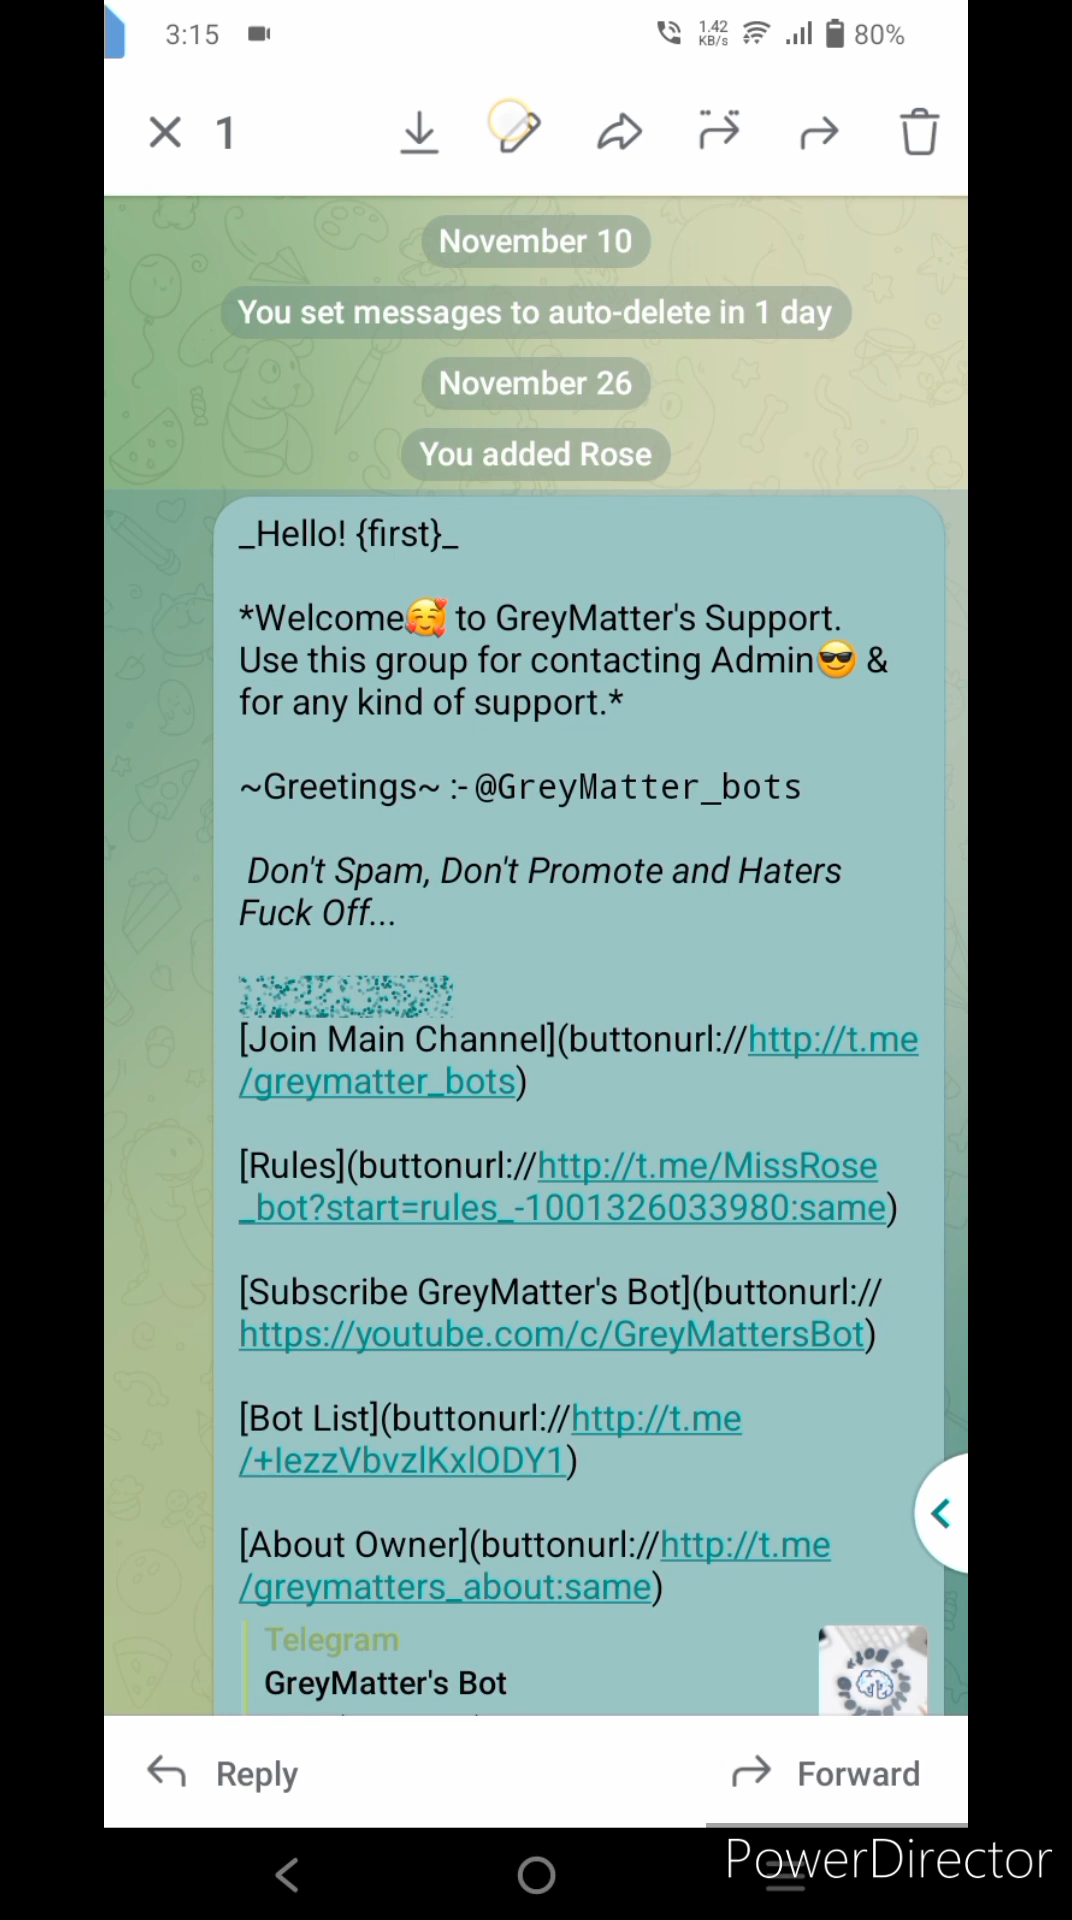 3:15
1.42
KB/s
80%
1
November 10
You set messages to auto-delete in 1 day
November 26
You added Rose
_Hello! {first}_
*Welcome🥰 to GreyMatter's Support.
Use this group for contacting Admin😎 &
for any kind of support.*
~Greetings~ :- @GreyMatter_bots
Don't Spam, Don't Promote and Haters
Fuck Off...
[Join Main Channel](buttonurl://http://t.me
/greymatter_bots)
[Rules](buttonurl://http://t.me/MissRose
_bot?start=rules_-1001326033980:same)
[Subscribe GreyMatter's Bot](buttonurl://
https://youtube.com/c/GreyMattersBot)
[Bot List](buttonurl://http://t.me
/+IezzVbvzlKxlODY1)
[About Owner](buttonurl://http://t.me
/greymatters_about:same)
Telegram
GreyMatter's Bot
Reply
Forward
PowerDirector